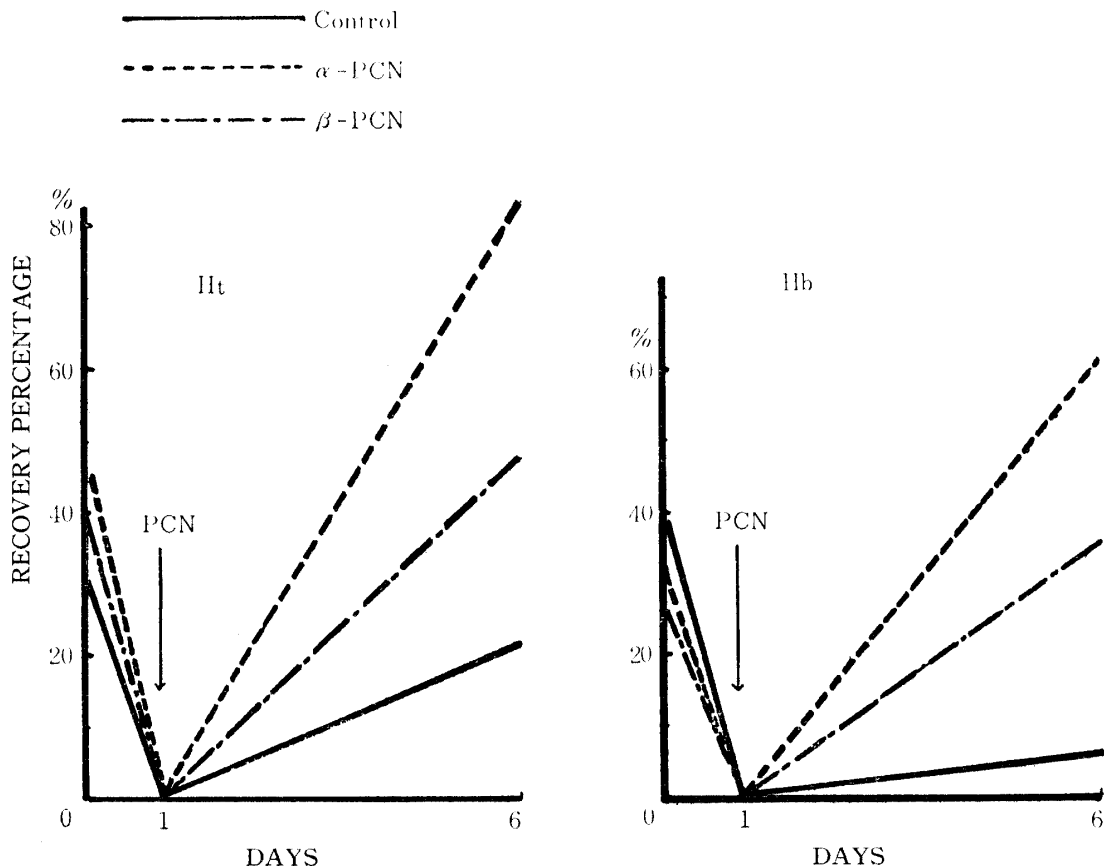 Control
α-PCN
β-PCN
RECOVERY PERCENTAGE
%
80
60
40
20
0
Ht
PCN
1
6
DAYS
%
60
40
20
0
Hb
PCN
1
6
DAYS